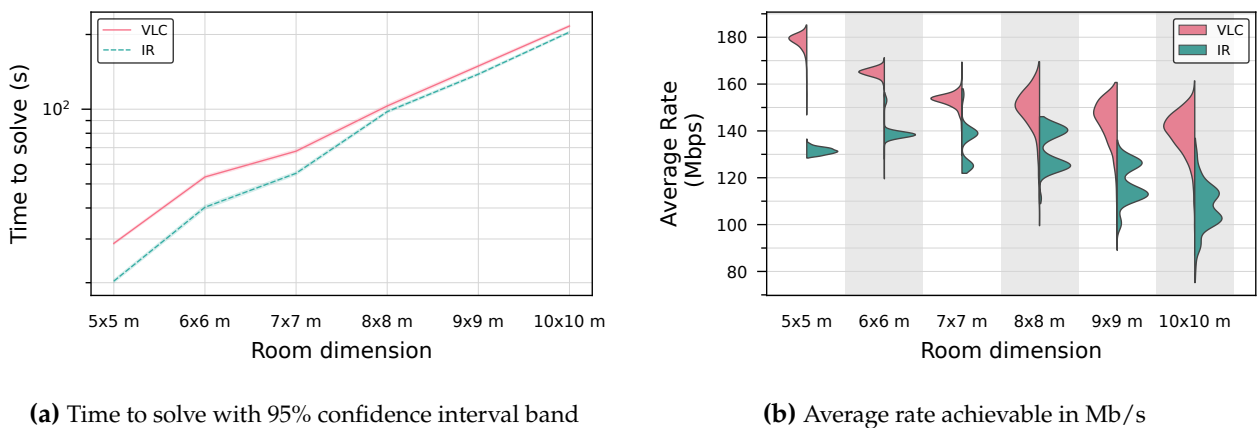 VLC
IR
10²
Time to solve (s)
5x5 m 6x6 m 7x7 m 8x8 m 9x9 m 10x10 m
Room dimension
(a) Time to solve with 95% confidence interval band
VLC
IR
180
160
140
120
100
80
Average Rate
(Mbps)
5x5 m 6x6 m 7x7 m 8x8 m 9x9 m 10x10 m
Room dimension
(b) Average rate achievable in Mb/s